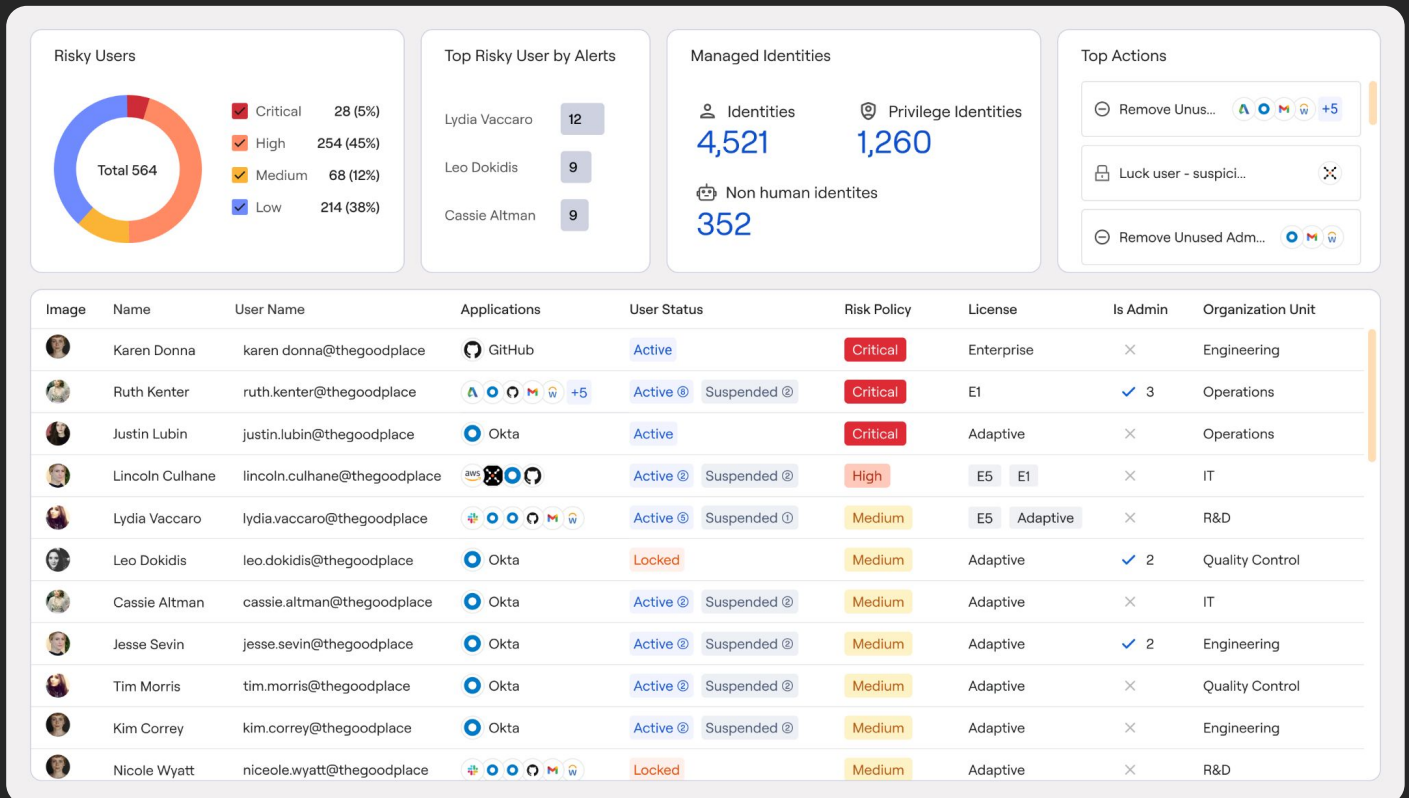 Risky Users
Total 564
Critical 28 (5%)
High 254 (45%)
Medium 68 (12%)
Low 214 (38%)
Top Risky User by Alerts
Lydia Vaccaro 12
Leo Dokidis 9
Cassie Altman 9
Managed Identities
Identities
4,521
Privilege Identities
1,260
Non human identites
352
Top Actions
Remove Unus... W +5
Luck user - suspici...
Remove Unused Adm... W
Image Name User Name Applications User Status Risk Policy License Is Admin Organization Unit
Karen Donna karen donna@thegoodplace GitHub Active Critical Enterprise Engineering
Ruth Kenter ruth.kenter@thegoodplace W +5 Active ⑧ Suspended ② Critical E1 3 Operations
Justin Lubin justin.lubin@thegoodplace Okta Active Critical Adaptive Operations
Lincoln Culhane lincoln.culhane@thegoodplace aws Active ② Suspended ② High E5 E1 IT
Lydia Vaccaro lydia.vaccaro@thegoodplace W Active ⑤ Suspended ① Medium E5 Adaptive R&D
Leo Dokidis leo.dokidis@thegoodplace Okta Locked Medium Adaptive 2 Quality Control
Cassie Altman cassie.altman@thegoodplace Okta Active ② Suspended ② Medium Adaptive IT
Jesse Sevin jesse.sevin@thegoodplace Okta Active ② Suspended ② Medium Adaptive 2 Engineering
Tim Morris tim.morris@thegoodplace Okta Active ② Suspended ② Medium Adaptive Quality Control
Kim Correy kim.correy@thegoodplace Okta Active ② Suspended ② Medium Adaptive Engineering
Nicole Wyatt niceole.wyatt@thegoodplace W Locked Medium Adaptive R&D